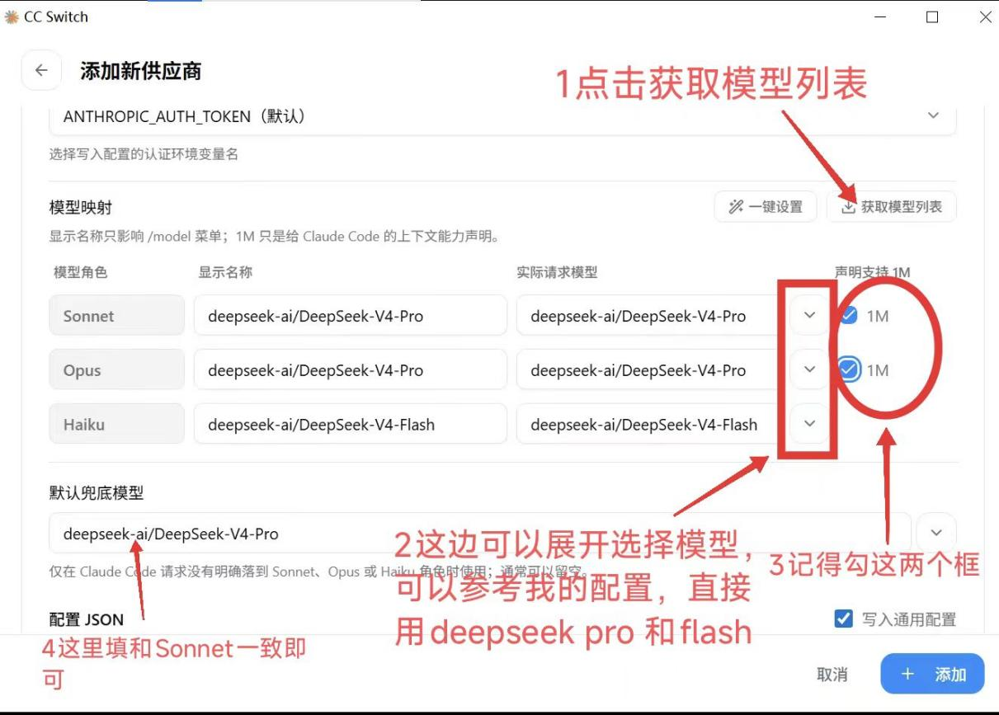 CC Switch
添加新供应商
1点击获取模型列表
ANTHROPIC_AUTH_TOKEN（默认）
选择写入配置的认证环境变量名
模型映射
一键设置
获取模型列表
显示名称只影响 /model 菜单；1M 只是给 Claude Code 的上下文能力声明。
模型角色 显示名称 实际请求模型 声明支持 1M
Sonnet deepseek-ai/DeepSeek-V4-Pro deepseek-ai/DeepSeek-V4-Pro 1M
Opus deepseek-ai/DeepSeek-V4-Pro deepseek-ai/DeepSeek-V4-Pro 1M
Haiku deepseek-ai/DeepSeek-V4-Flash deepseek-ai/DeepSeek-V4-Flash
默认兜底模型
deepseek-ai/DeepSeek-V4-Pro
仅在 Claude Code 请求没有明确落到 Sonnet、Opus 或 Haiku 角色时使用；通常可以留空。
2这边可以展开选择模型，
可以参考我的配置，直接
用deepseek pro 和flash
3记得勾这两个框
配置 JSON
写入通用配置
4这里填和Sonnet一致即
可
取消
添加